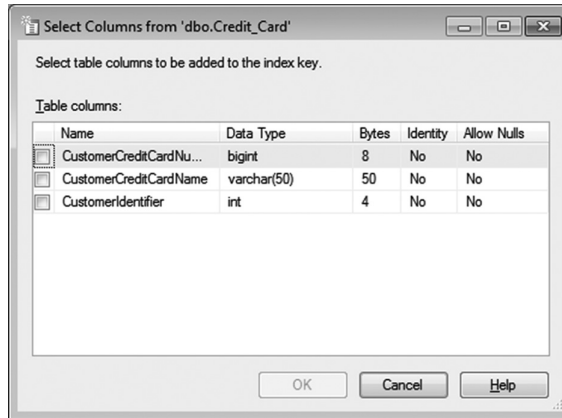 Select Columns from 'dbo.Credit_Card'
Select table columns to be added to the index key.
Table columns:
Name Data Type Bytes Identity Allow Nulls
CustomerCreditCardNu... bigint 8 No No
CustomerCreditCardName varchar(50) 50 No No
CustomerIdentifier int 4 No No
OK Cancel Help